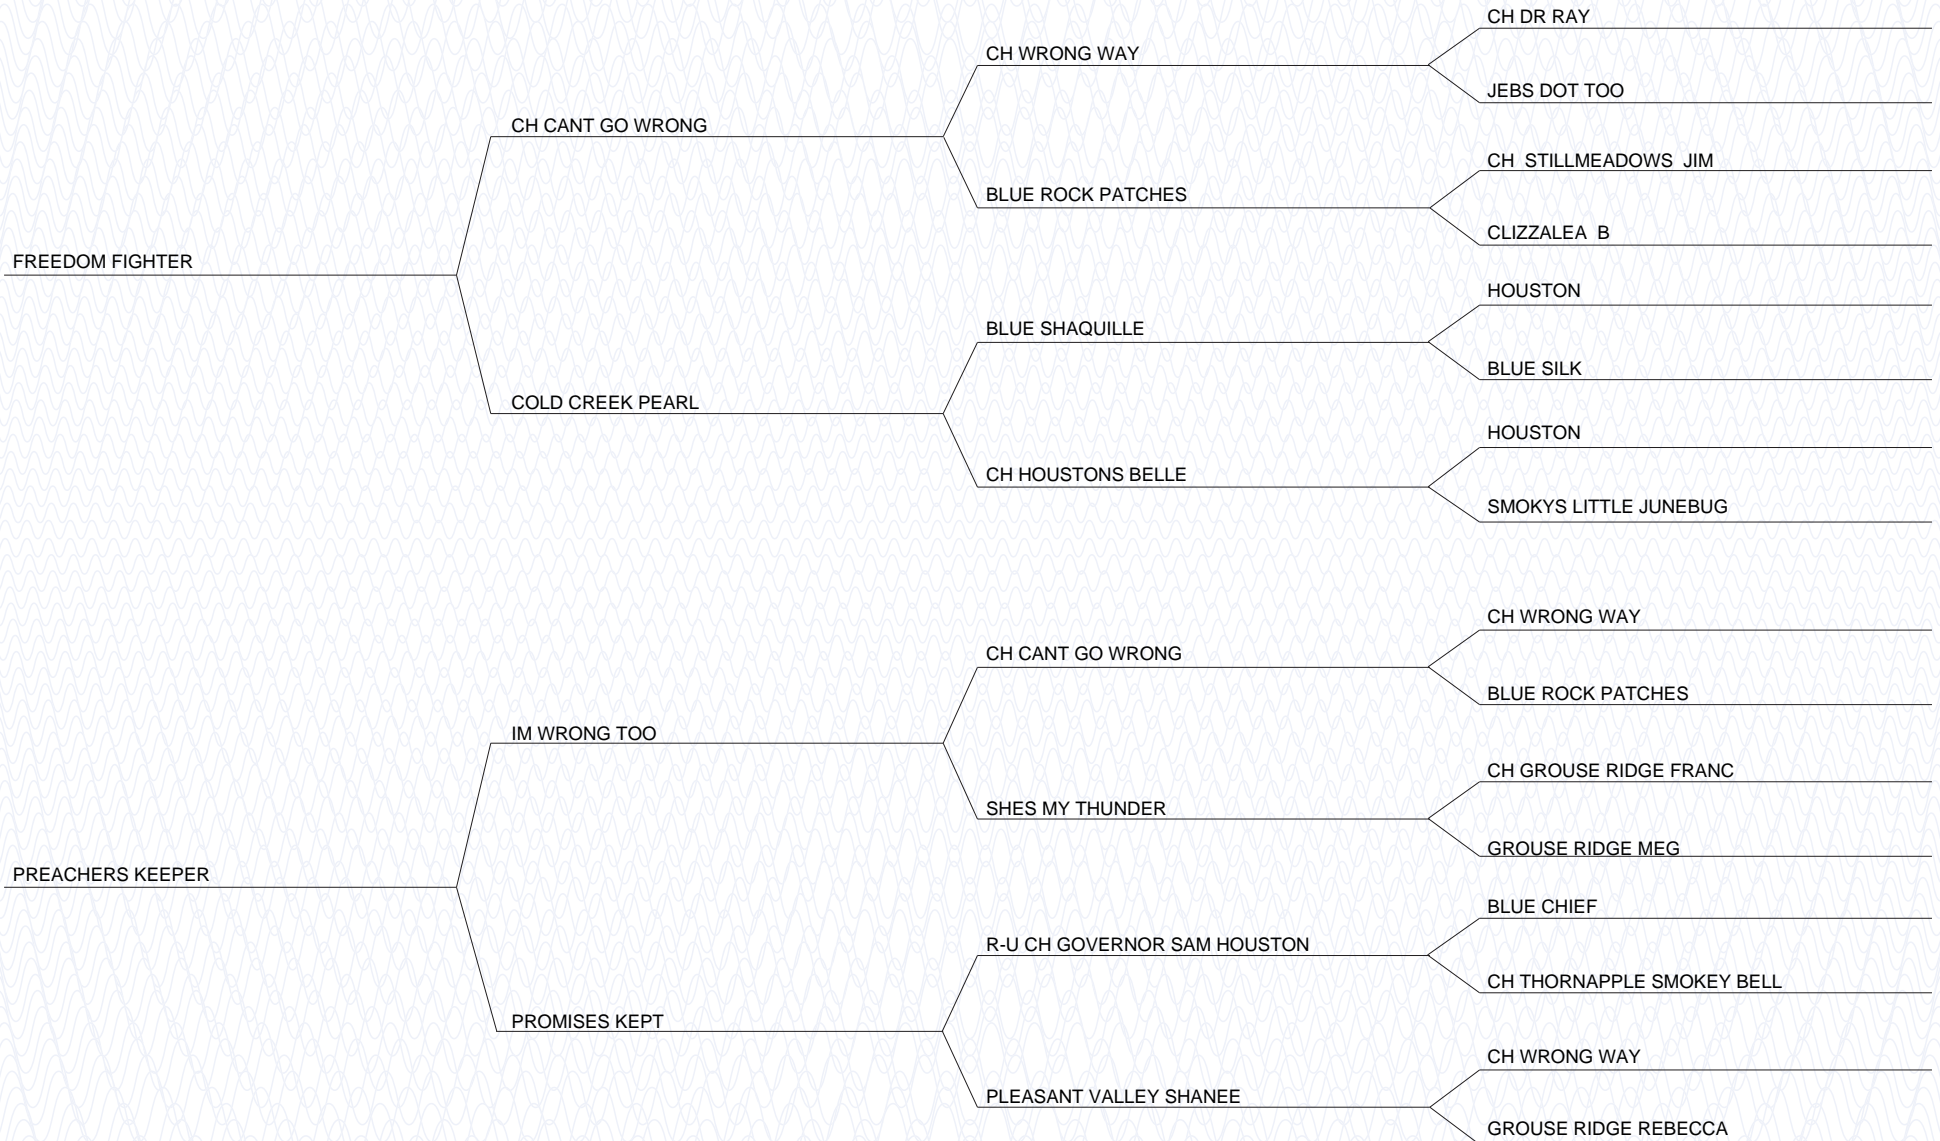 CH DR RAY
CH WRONG WAY
JEBS DOT TOO
CH CANT GO WRONG
CH  STILLMEADOWS  JIM
BLUE ROCK PATCHES
CLIZZALEA  B
FREEDOM FIGHTER
HOUSTON
BLUE SHAQUILLE
BLUE SILK
COLD CREEK PEARL
HOUSTON
CH HOUSTONS BELLE
SMOKYS LITTLE JUNEBUG
CH WRONG WAY
CH CANT GO WRONG
BLUE ROCK PATCHES
IM WRONG TOO
CH GROUSE RIDGE FRANC
SHES MY THUNDER
GROUSE RIDGE MEG
PREACHERS KEEPER
BLUE CHIEF
R-U CH GOVERNOR SAM HOUSTON
CH THORNAPPLE SMOKEY BELL
PROMISES KEPT
CH WRONG WAY
PLEASANT VALLEY SHANEE
GROUSE RIDGE REBECCA